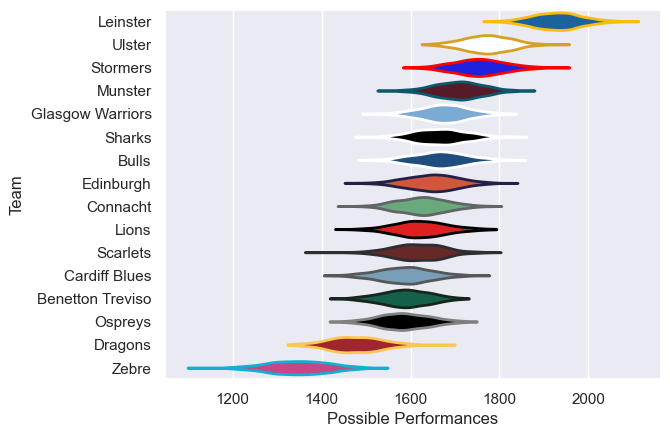 Team
Leinster
Ulster
Stormers
Munster
Glasgow Warriors
Sharks
Bulls
Edinburgh
Connacht
Lions
Scarlets
Cardiff Blues
Benetton Treviso
Ospreys
Dragons
Zebre
1200 1400 1600 1800 2000
Possible Performances